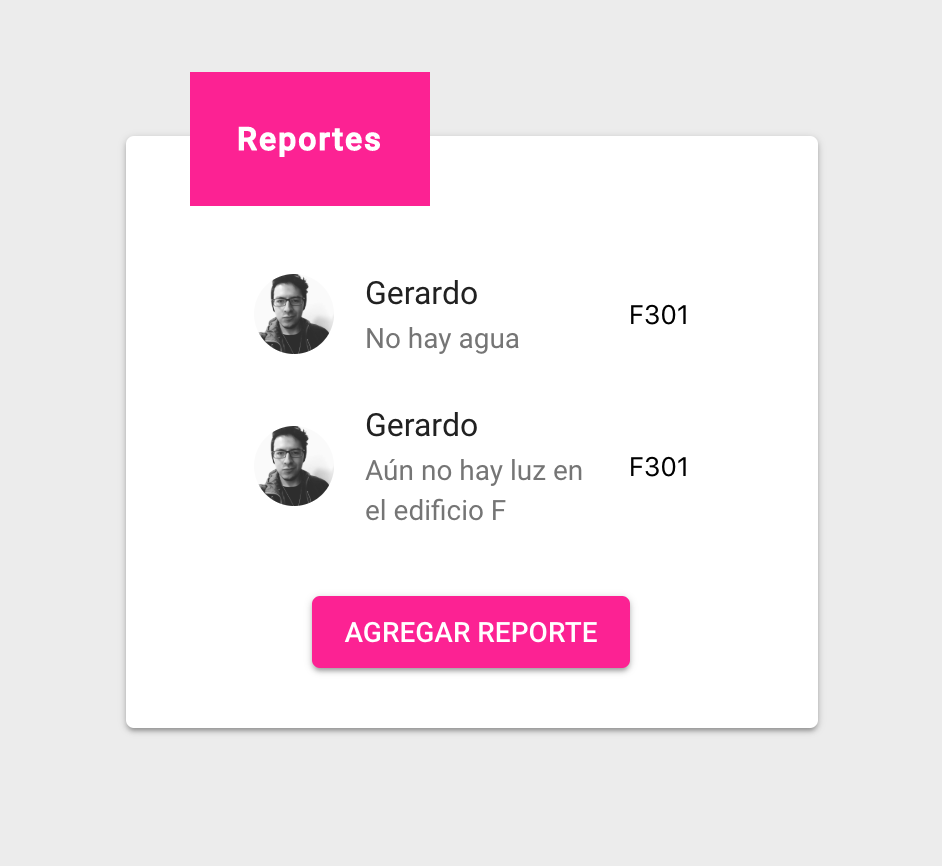 Reportes
Gerardo
No hay agua
F301
Gerardo
Aún no hay luz en
el edificio F
F301
AGREGAR REPORTE